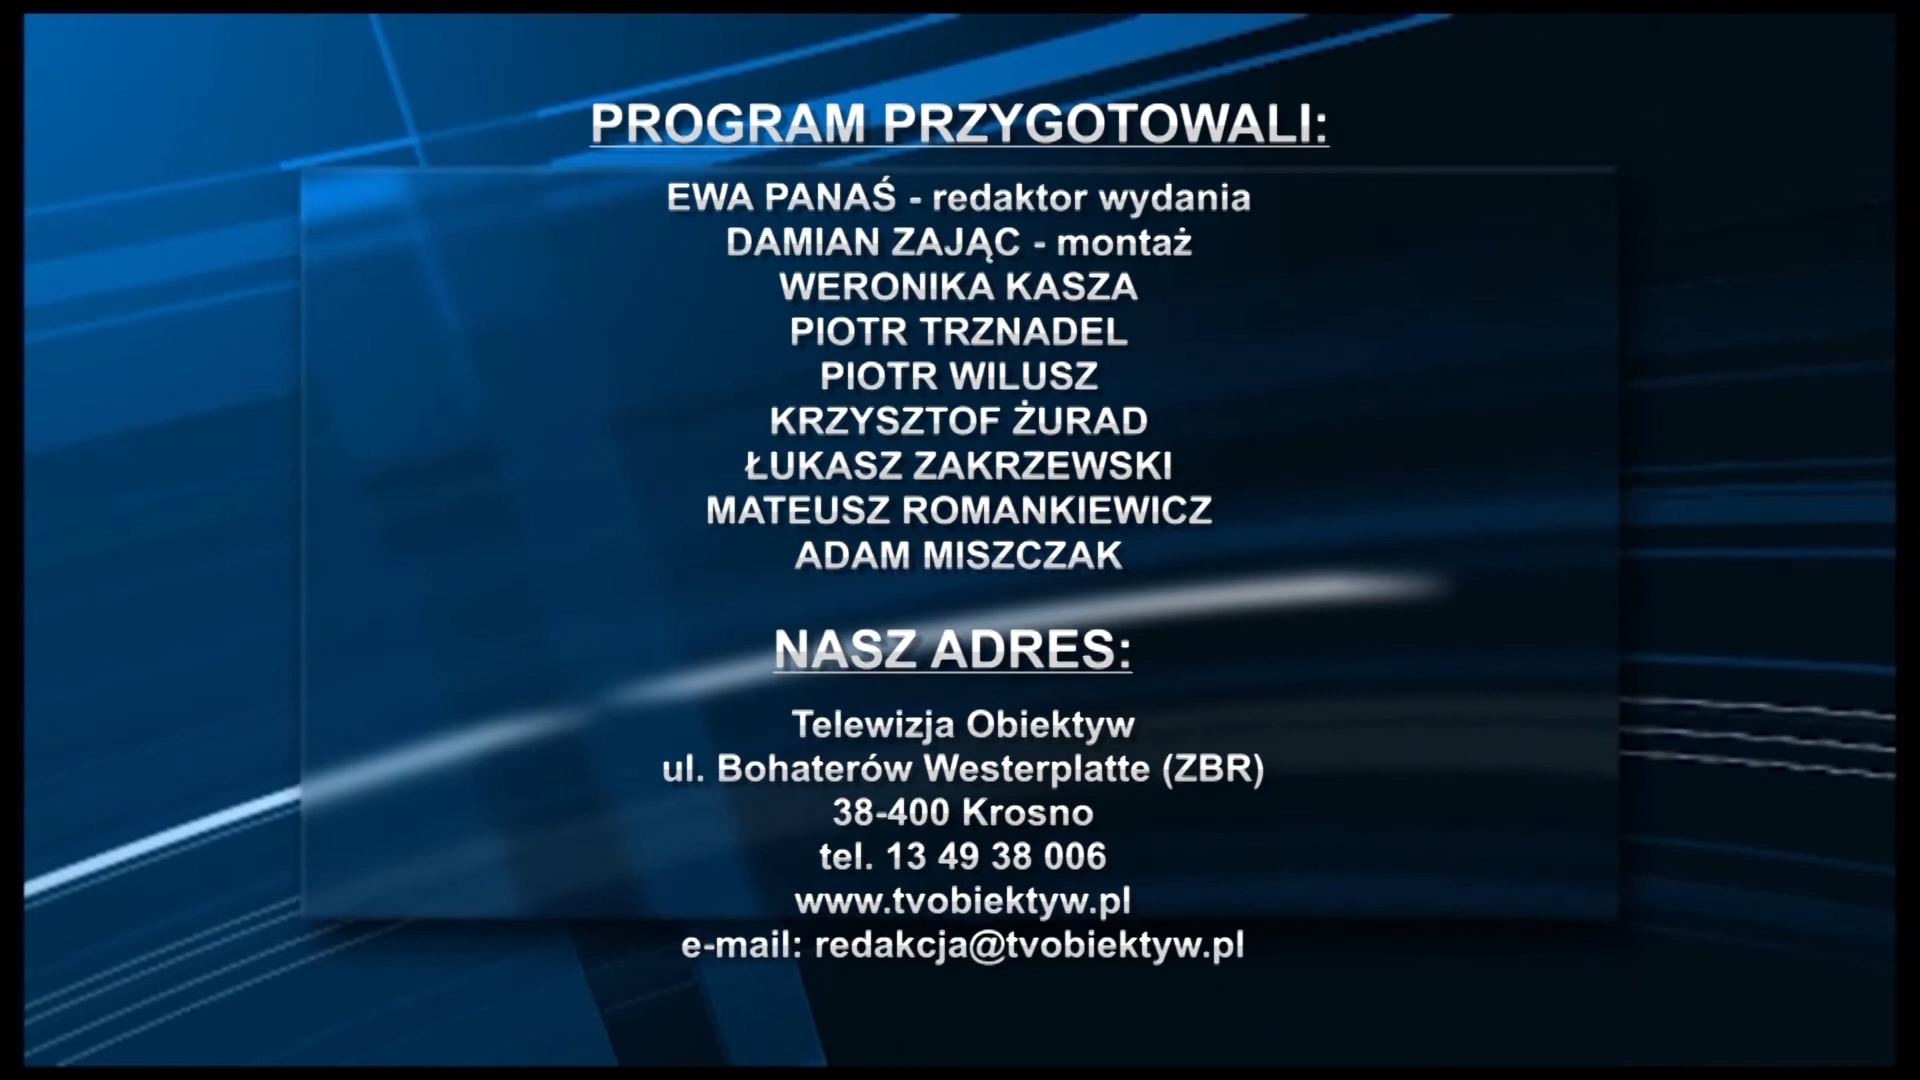 PROGRAM PRZYGOTOWALI:
EWA PANAŚ - redaktor wydania
DAMIAN ZAJĄC - montaż
WERONIKA KASZA
PIOTR TRZNADEL
PIOTR WILUSZ
KRZYSZTOF ŻURAD
ŁUKASZ ZAKRZEWSKI
MATEUSZ ROMANKIEWICZ
ADAM MISZCZAK
NASZ ADRES:
Telewizja Obiektyw
ul. Bohaterów Westerplatte (ZBR)
38-400 Krosno
tel. 13 49 38 006
www.tvobiektyw.pl
e-mail: redakcja@tvobiektyw.pl